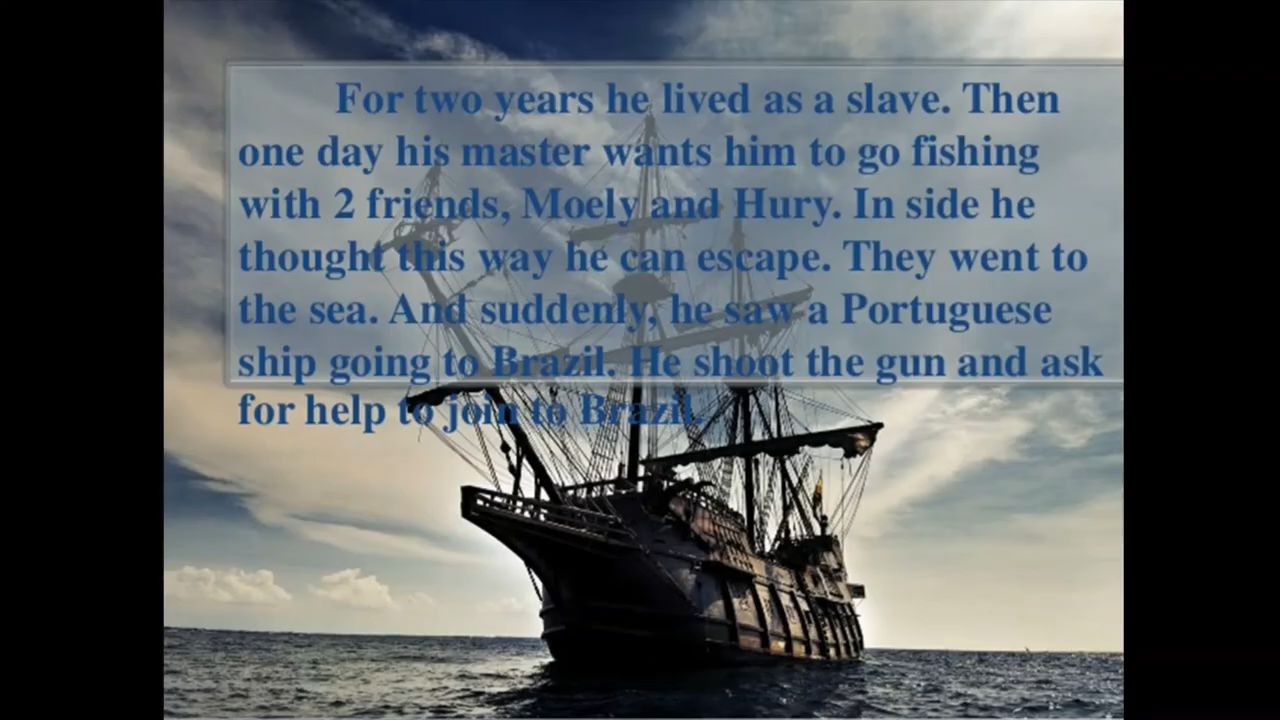 For two years he lived as a slave. Then
one day his master wants him to go fishing
with 2 friends, Moely and Hury. In side he
thought this way he can escape. They went to
the sea. And suddenly, he saw a Portuguese
ship going to Brazil. He shoot the gun and ask
for help to join to Brazil.